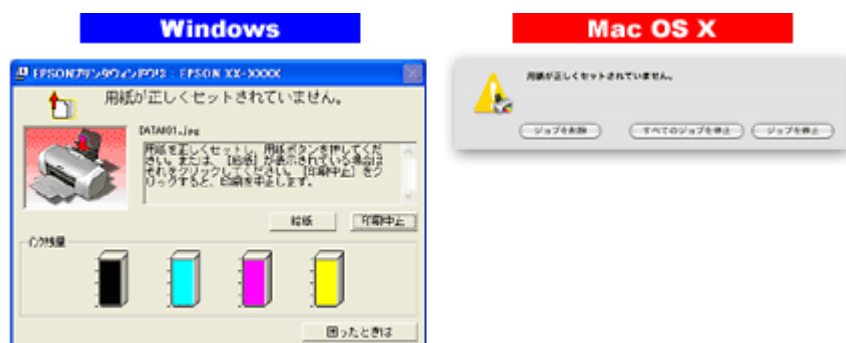 Windows
Mac OS X
EPSONプリンタウィンドウ!3 : EPSON XX-XXXX
用紙が正しくセットされていません。
DATA101.jpg
用紙を正しくセットし、用紙ボタンを押してくだ
さい。または、［給紙］が表示されている場合は
それをクリックしてください。［印刷中止］をク
リックすると、印刷を中止します。
給紙
印刷中止
インク残量
困ったときは
用紙が正しくセットされていません。
ジョブを削除
すべてのジョブを停止
ジョブを停止